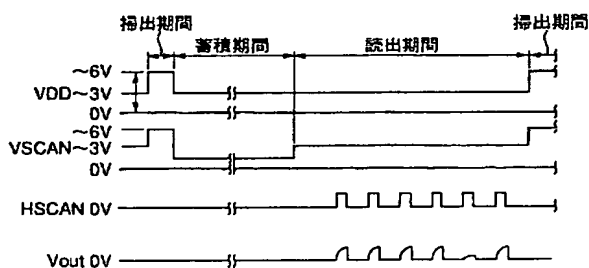 掃出期間
掃出期間
蓄積期間
読出期間
～6V
VDD～3V
0V
～6V
VSCAN～3V
0V
HSCAN 0V
Vout 0V